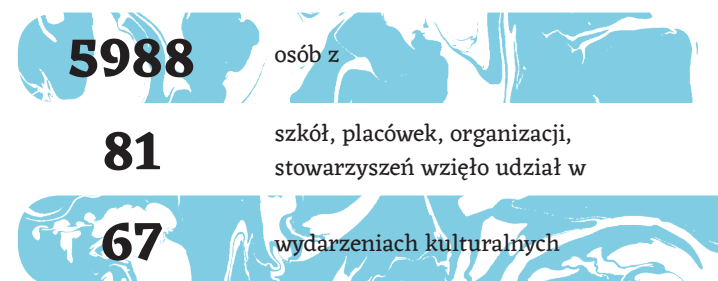 5988 osób z
81 szkół, placówek, organizacji,
stowarzyszeń wzięło udział w
67 wydarzeniach kulturalnych